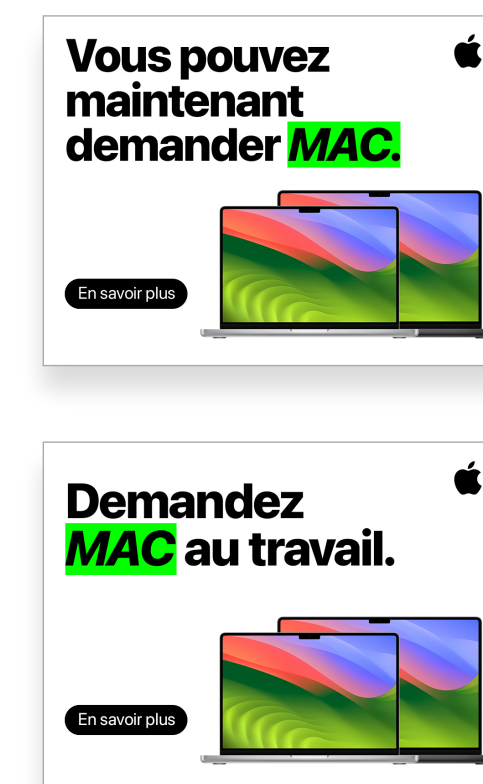 Vous pouvez
maintenant
demander MAC.
En savoir plus
Demandez
MAC au travail.
En savoir plus